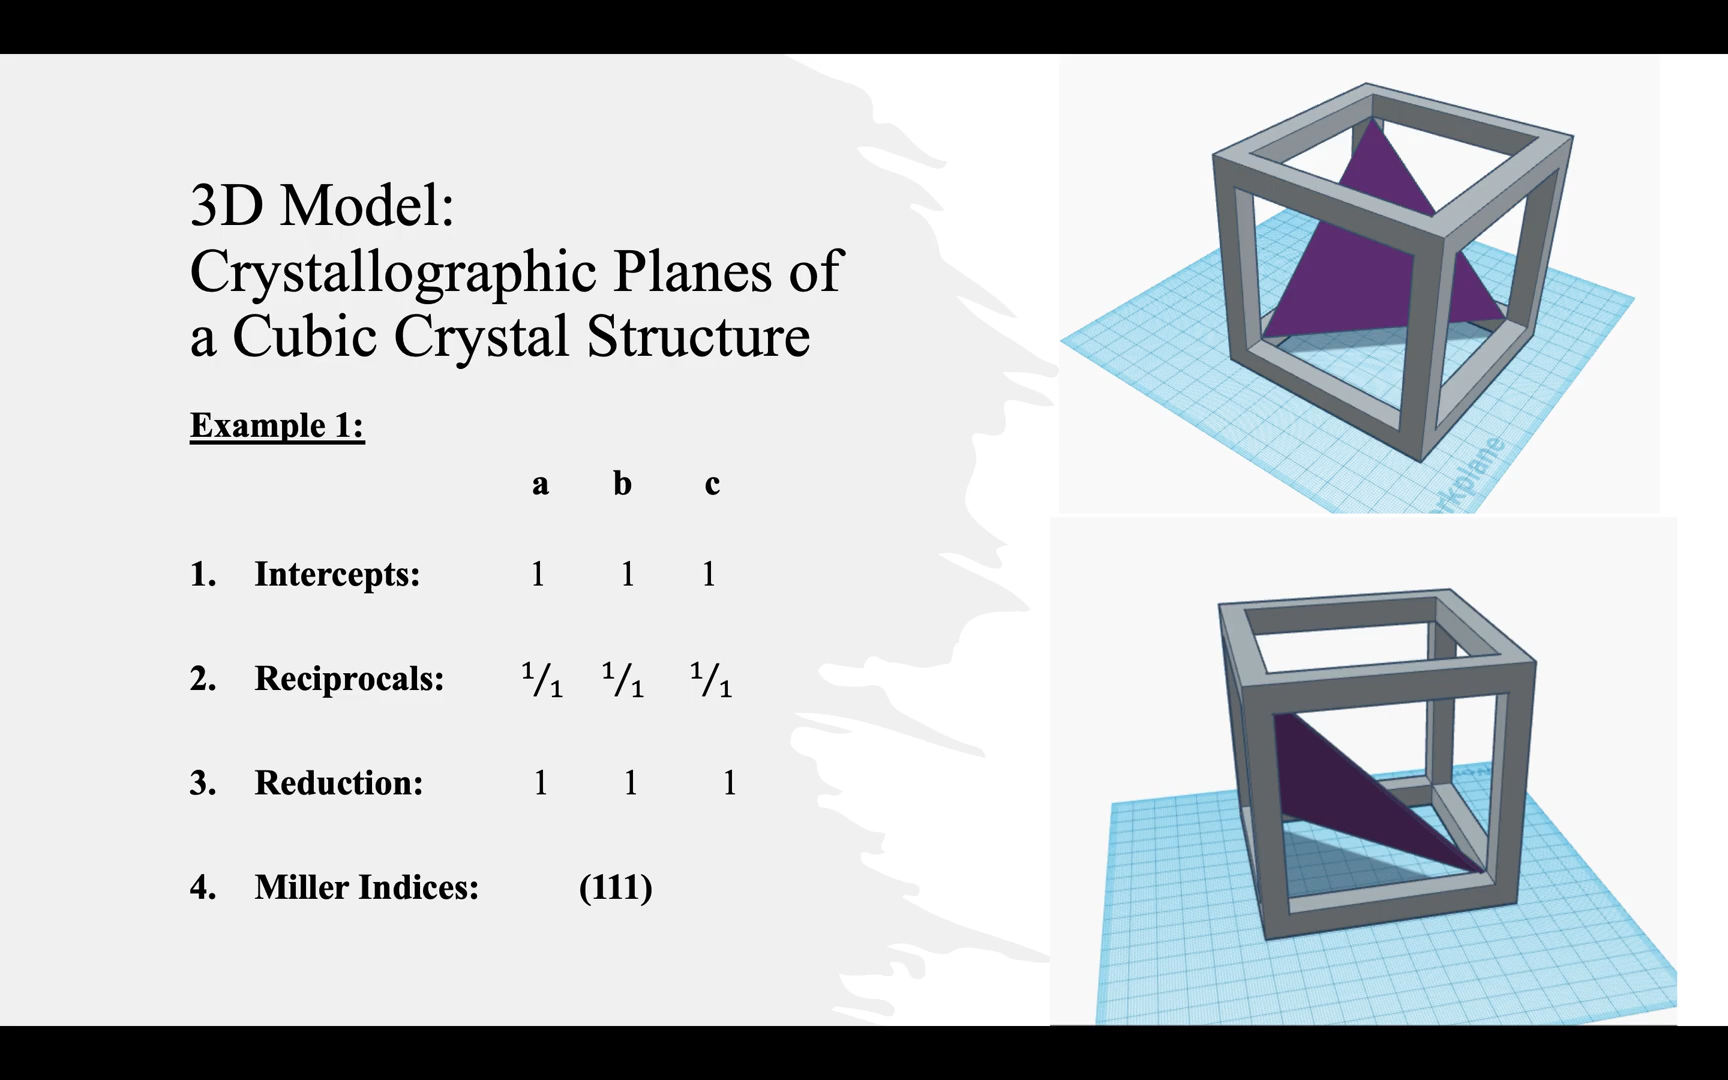 3D Model:
Crystallographic Planes of
a Cubic Crystal Structure
Example 1:
a b c
1. Intercepts: 1 1 1
2. Reciprocals: 1/1 1/1 1/1
3. Reduction: 1 1 1
4. Miller Indices: (111)
rkplane